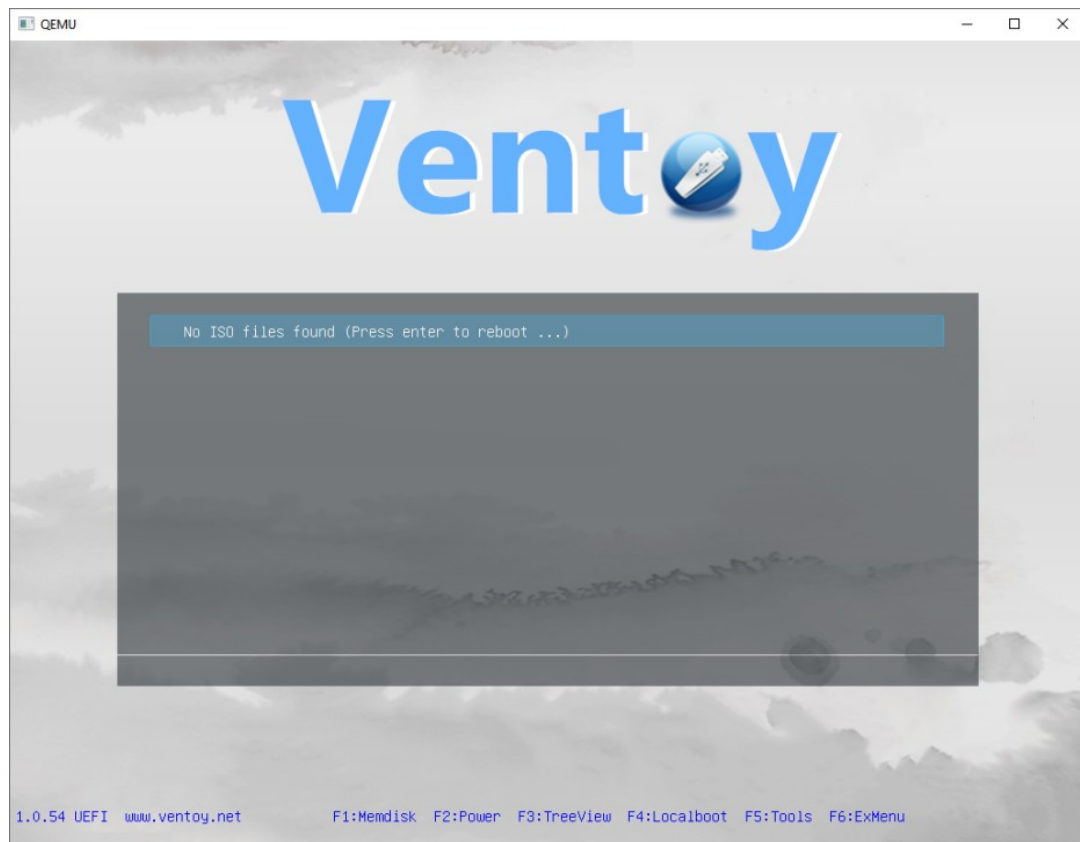 QEMU
Ventoy
No ISO files found (Press enter to reboot ...)
1.0.54 UEFI www.ventoy.net F1:Memdisk F2:Power F3:TreeView F4:Localboot F5:Tools F6:ExMenu